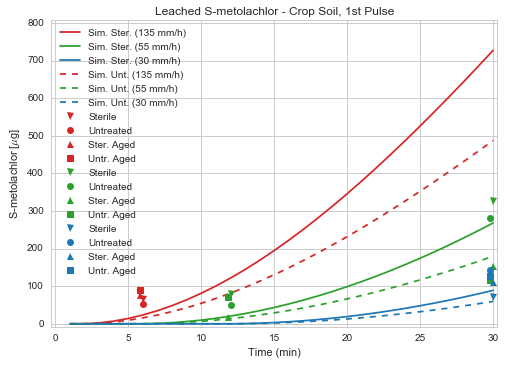 Leached S-metolachlor - Crop Soil, 1st Pulse
800
700
600
500
400
300
200
100
0
S-metolachlor [μg]
Sim. Ster. (135 mm/h)
Sim. Ster. (55 mm/h)
Sim. Ster. (30 mm/h)
Sim. Unt. (135 mm/h)
Sim. Unt. (55 mm/h)
Sim. Unt. (30 mm/h)
Sterile
Untreated
Ster. Aged
Untr. Aged
Sterile
Untreated
Ster. Aged
Untr. Aged
Sterile
Untreated
Ster. Aged
Untr. Aged
0 5 10 15 20 25 30
Time (min)